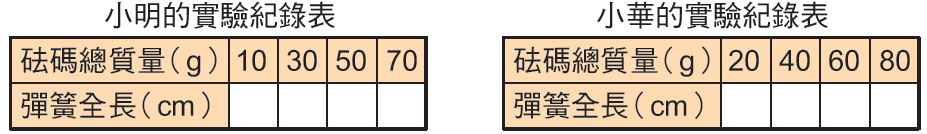 小明的實驗紀錄表
砝碼總質量(g) 10 30 50 70
彈簧全長(cm)
小華的實驗紀錄表
砝碼總質量(g) 20 40 60 80
彈簧全長(cm)